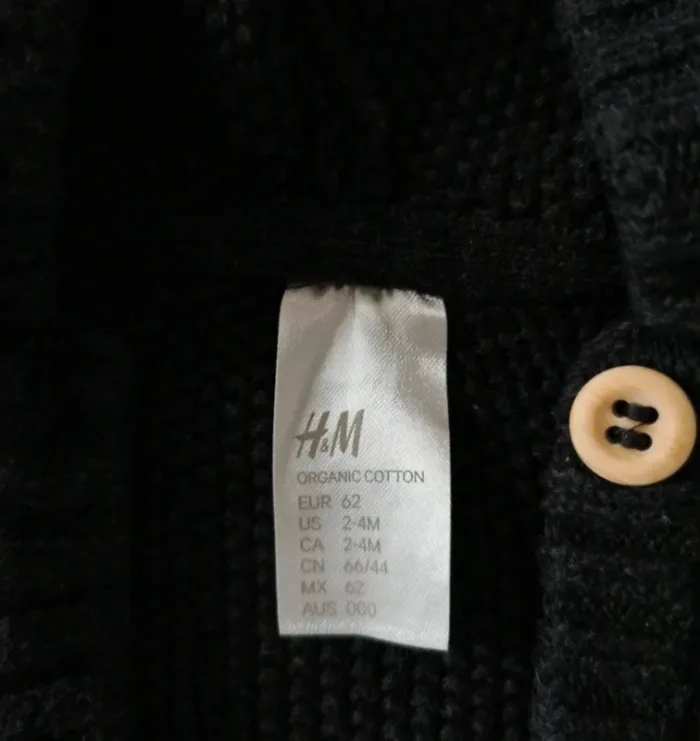 H&M
ORGANIC COTTON
EUR 62
US 2-4M
CA 2-4M
CN 66/44
MX 62
AUS 000